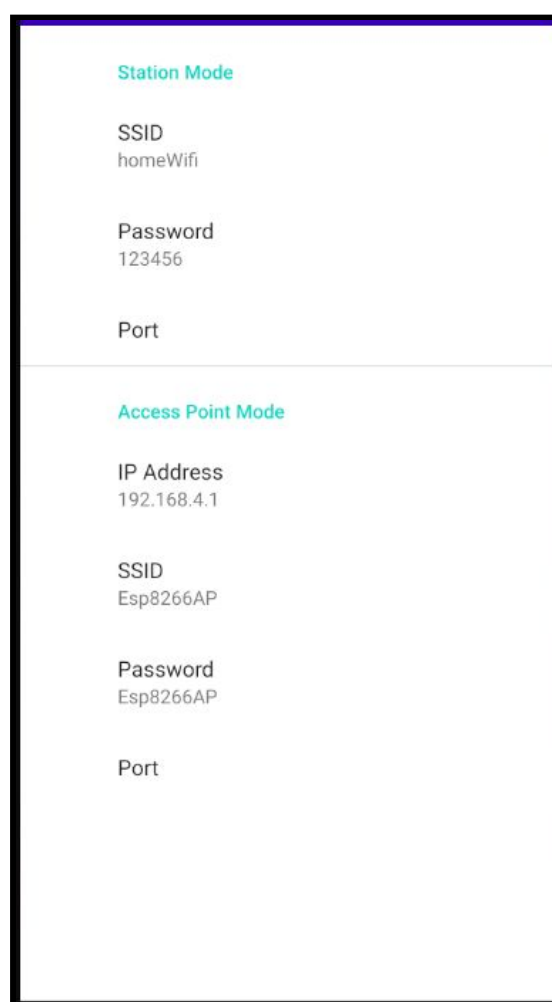 Station Mode
SSID
homeWifi
Password
123456
Port
Access Point Mode
IP Address
192.168.4.1
SSID
Esp8266AP
Password
Esp8266AP
Port